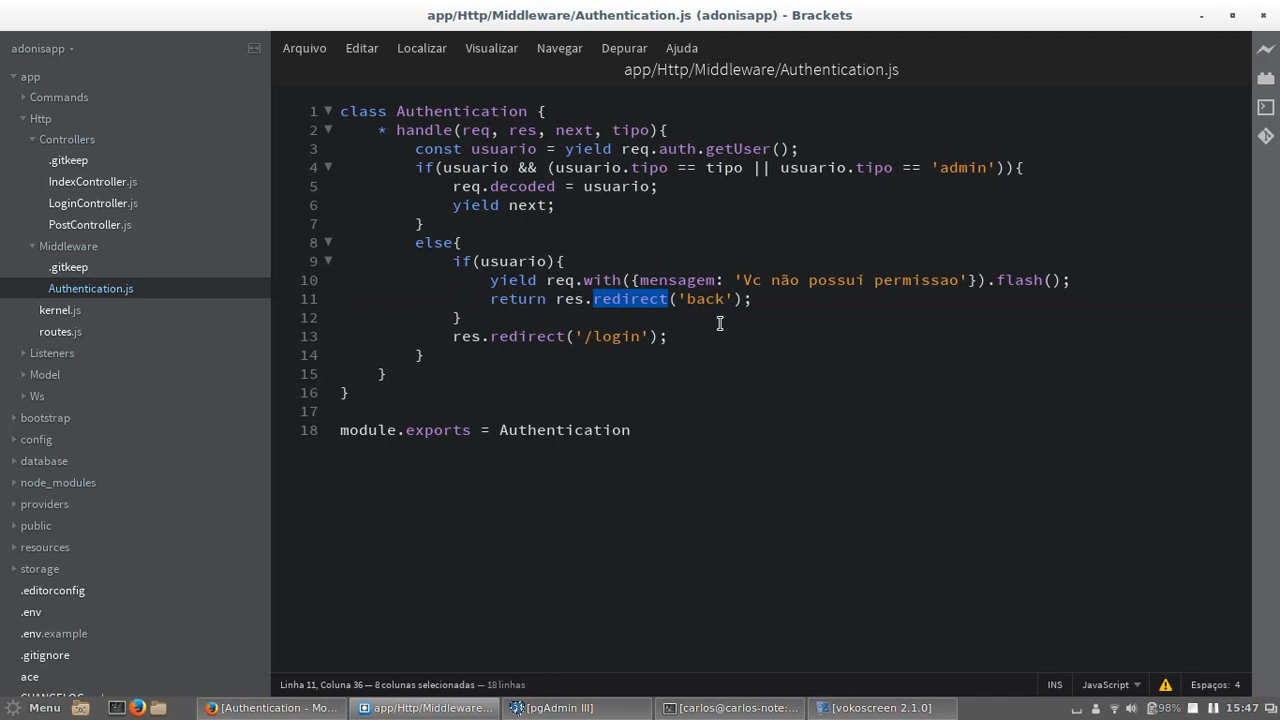 app/Http/Middleware/Authentication.js (adonisapp) - Brackets
adonisapp
app
Commands
Http
Controllers
.gitkeep
IndexController.js
LoginController.js
PostController.js
Middleware
.gitkeep
Authentication.js
kernel.js
routes.js
Listeners
Model
Ws
bootstrap
config
database
node_modules
providers
public
resources
storage
.editorconfig
.env
.env.example
.gitignore
ace
Arquivo Editar Localizar Visualizar Navegar Depurar Ajuda
app/Http/Middleware/Authentication.js
1 class Authentication {
2 * handle(req, res, next, tipo){
3 const usuario = yield req.auth.getUser();
4 if(usuario && (usuario.tipo == tipo || usuario.tipo == 'admin')){
5 req.decoded = usuario;
6 yield next;
7 }
8 else{
9 if(usuario){
10 yield req.with({mensagem: 'Vc não possui permissao'}).flash();
11 return res.redirect('back');
12 }
13 res.redirect('/login');
14 }
15 }
16 }
17
18 module.exports = Authentication
Linha 11, Coluna 36 — 8 colunas selecionadas — 18 linhas
INS JavaScript Espaços: 4
Menu [Authentication - Mo... app/Http/Middleware... [pgAdmin III] [carlos@carlos-note:... [vokoscreen 2.1.0] 98% 15:47